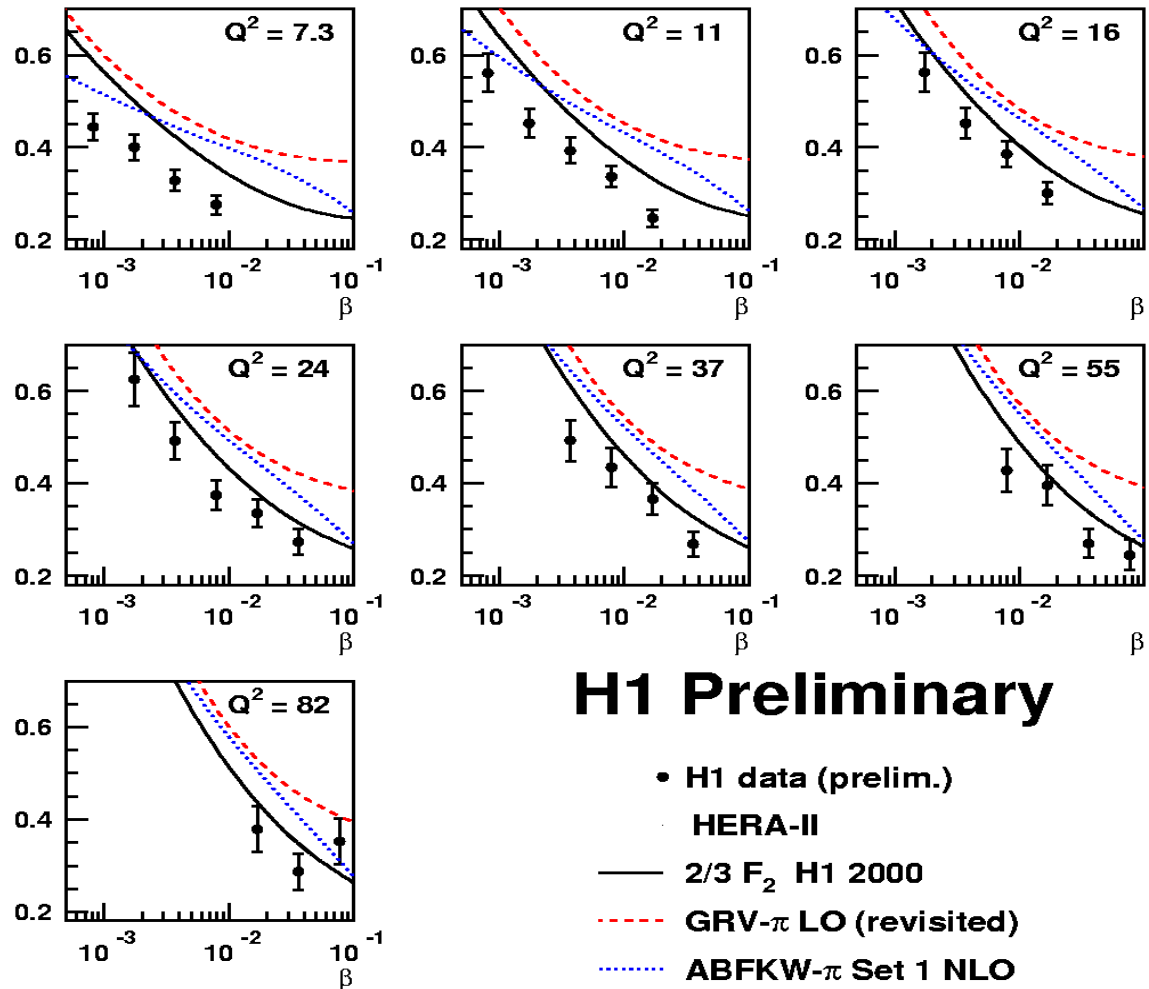 Q² = 7.3
0.6
0.4
0.2
10⁻³ 10⁻² 10⁻¹
β
Q² = 11
0.6
0.4
0.2
10⁻³ 10⁻² 10⁻¹
β
Q² = 16
0.6
0.4
0.2
10⁻³ 10⁻²
β
Q² = 24
0.6
0.4
0.2
10⁻³ 10⁻² 10⁻¹
β
Q² = 37
0.6
0.4
0.2
10⁻³ 10⁻² 10⁻¹
β
Q² = 55
0.6
0.4
0.2
10⁻³ 10⁻²
β
Q² = 82
0.6
0.4
0.2
10⁻³ 10⁻² 10⁻¹
β
H1 Preliminary
H1 data (prelim.)
HERA-II
2/3 F₂ H1 2000
GRV-π LO (revisited)
ABFKW-π Set 1 NLO